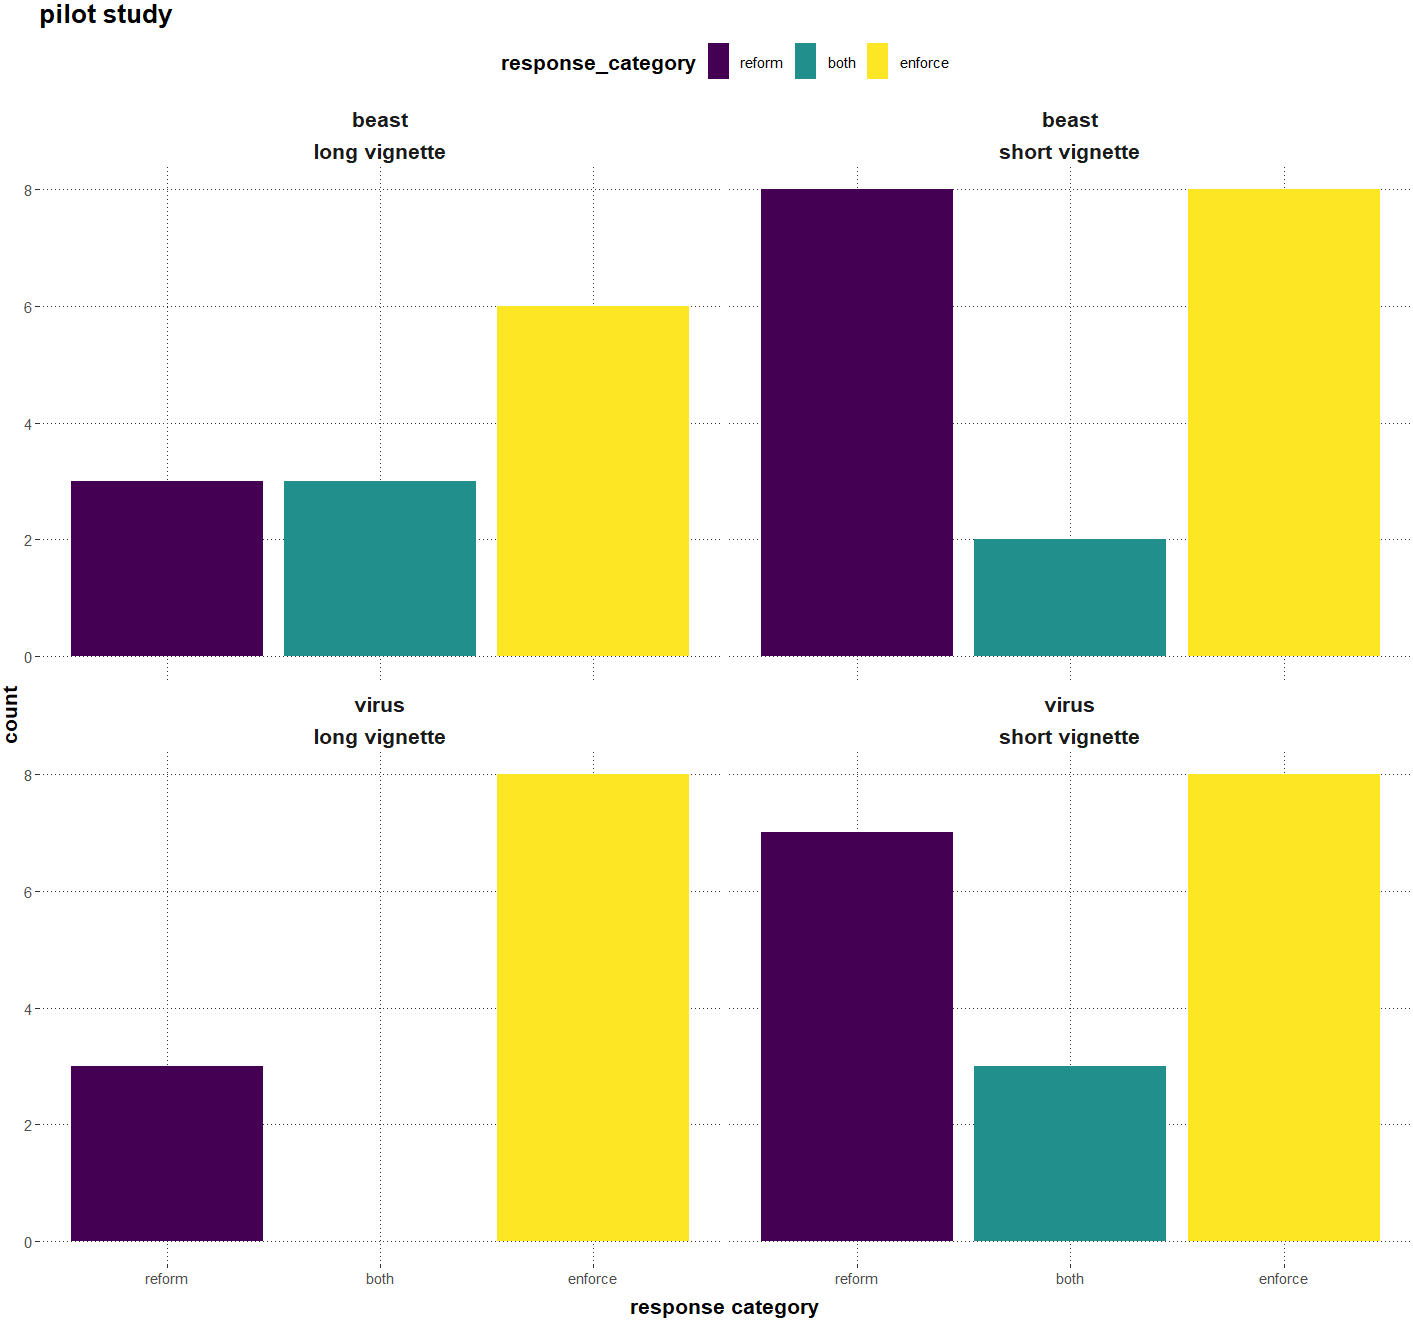 pilot study
response_category reform both enforce
beast
long vignette
beast
short vignette
8
6
4
2
0
virus
long vignette
virus
short vignette
8
6
4
2
0
count
reform both enforce reform both enforce
response category